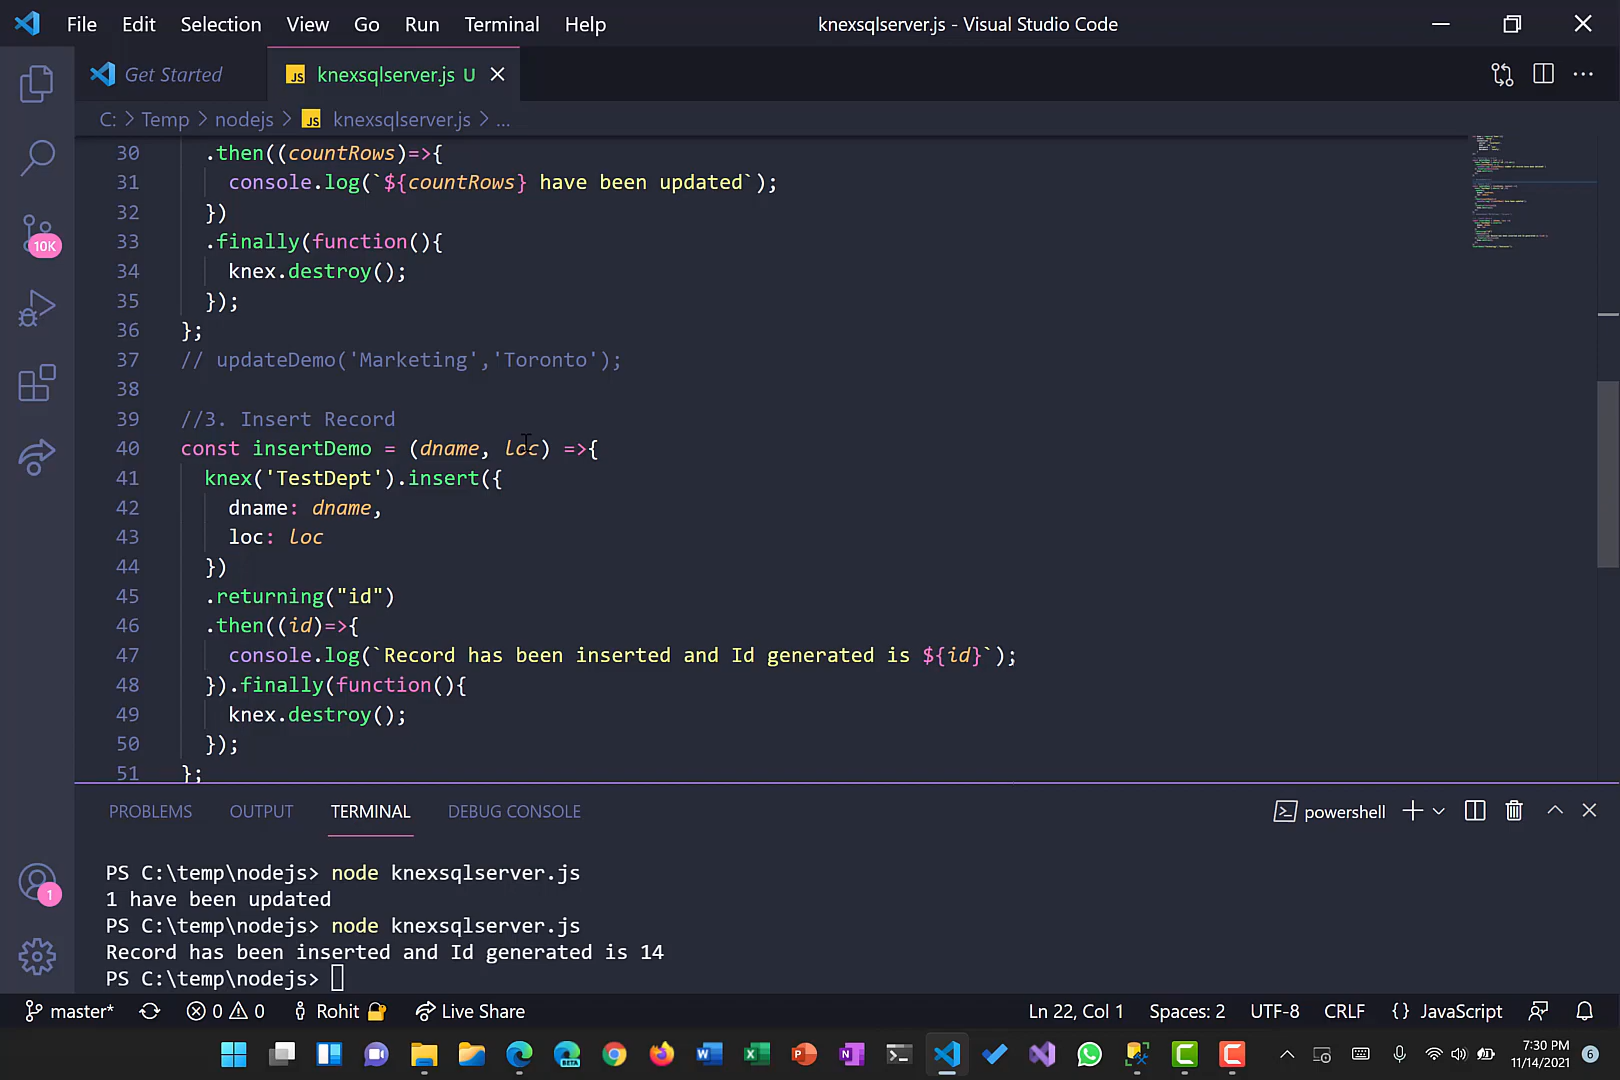 File Edit Selection View Go Run Terminal Help knexsqlserver.js - Visual Studio Code
Get Started JS knexsqlserver.js U
C: > Temp > nodejs > JS knexsqlserver.js > ...
30 .then((countRows)=>{
31 console.log(`${countRows} have been updated`);
32 })
33 .finally(function(){
34 knex.destroy();
35 });
36 };
37 // updateDemo('Marketing','Toronto');
38
39 //3. Insert Record
40 const insertDemo = (dname, loc) =>{
41 knex('TestDept').insert({
42 dname: dname,
43 loc: loc
44 })
45 .returning("id")
46 .then((id)=>{
47 console.log(`Record has been inserted and Id generated is ${id}`);
48 }).finally(function(){
49 knex.destroy();
50 });
51 };
10K
1
PROBLEMS OUTPUT TERMINAL DEBUG CONSOLE powershell
PS C:\temp\nodejs> node knexsqlserver.js
1 have been updated
PS C:\temp\nodejs> node knexsqlserver.js
Record has been inserted and Id generated is 14
PS C:\temp\nodejs>
master* 0 0 Rohit Live Share Ln 22, Col 1 Spaces: 2 UTF-8 CRLF {} JavaScript
BETA
7:30 PM
11/14/2021
6